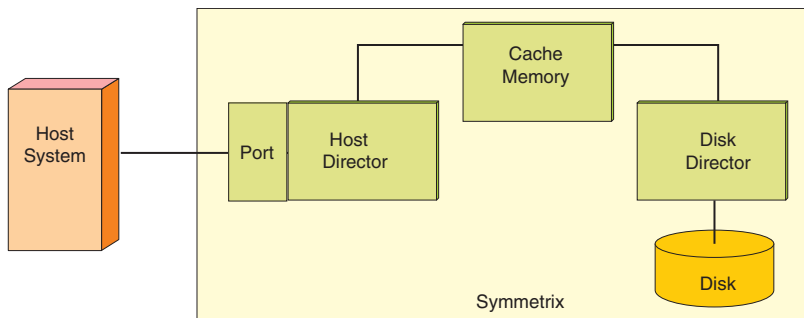 Host
System
Port
Host
Director
Cache
Memory
Disk
Director
Disk
Symmetrix